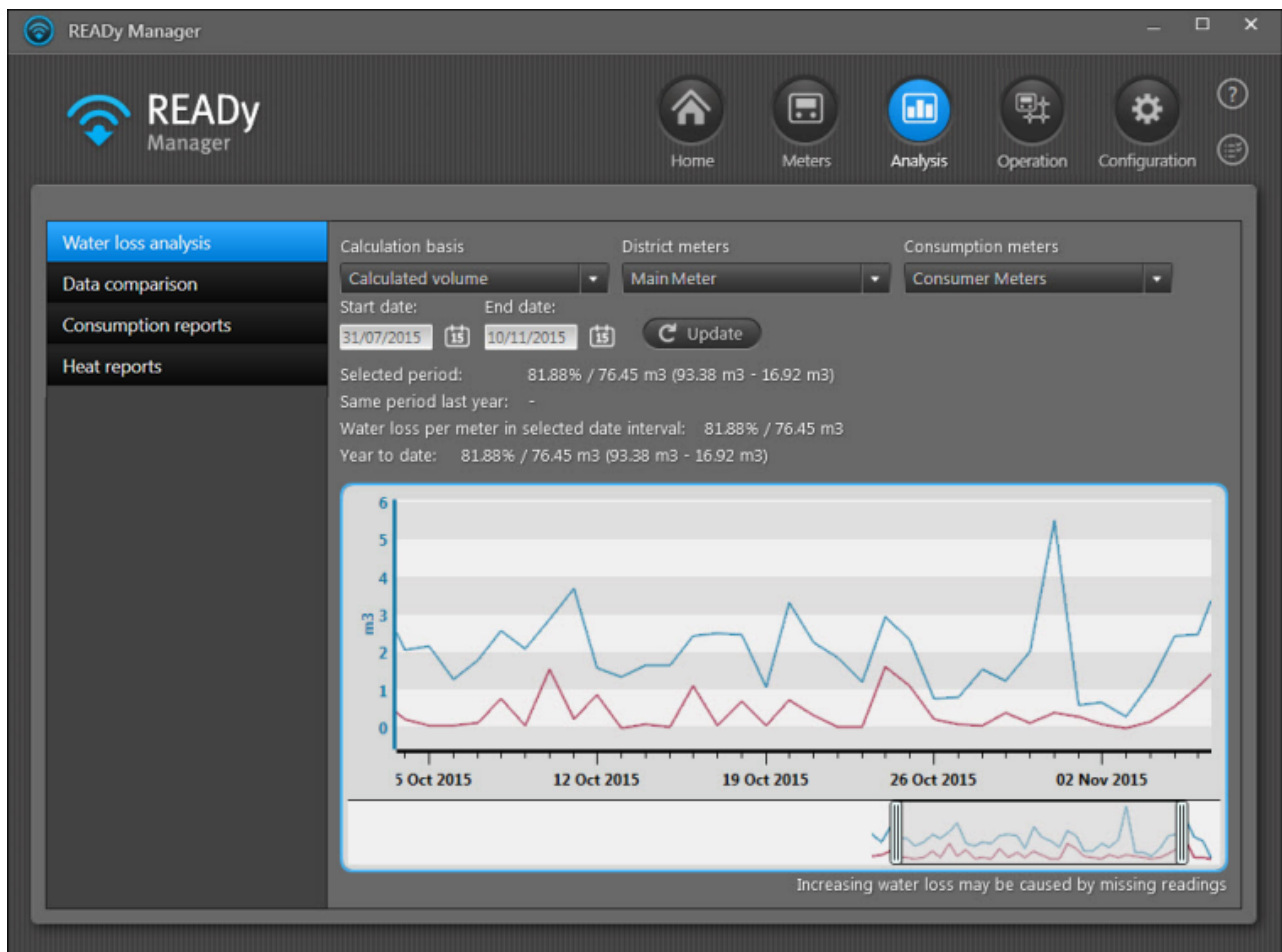 READy Manager
READy
Manager
Home Meters Analysis Operation Configuration
?
Water loss analysis
Data comparison
Consumption reports
Heat reports
Calculation basis District meters Consumption meters
Calculated volume Main Meter Consumer Meters
Start date: End date:
31/07/2015 15 10/11/2015 15 Update
Selected period: 81.88% / 76.45 m3 (93.38 m3 - 16.92 m3)
Same period last year: -
Water loss per meter in selected date interval: 81.88% / 76.45 m3
Year to date: 81.88% / 76.45 m3 (93.38 m3 - 16.92 m3)
6
5
4
3
2
1
0
m3
5 Oct 2015 12 Oct 2015 19 Oct 2015 26 Oct 2015 02 Nov 2015
Increasing water loss may be caused by missing readings